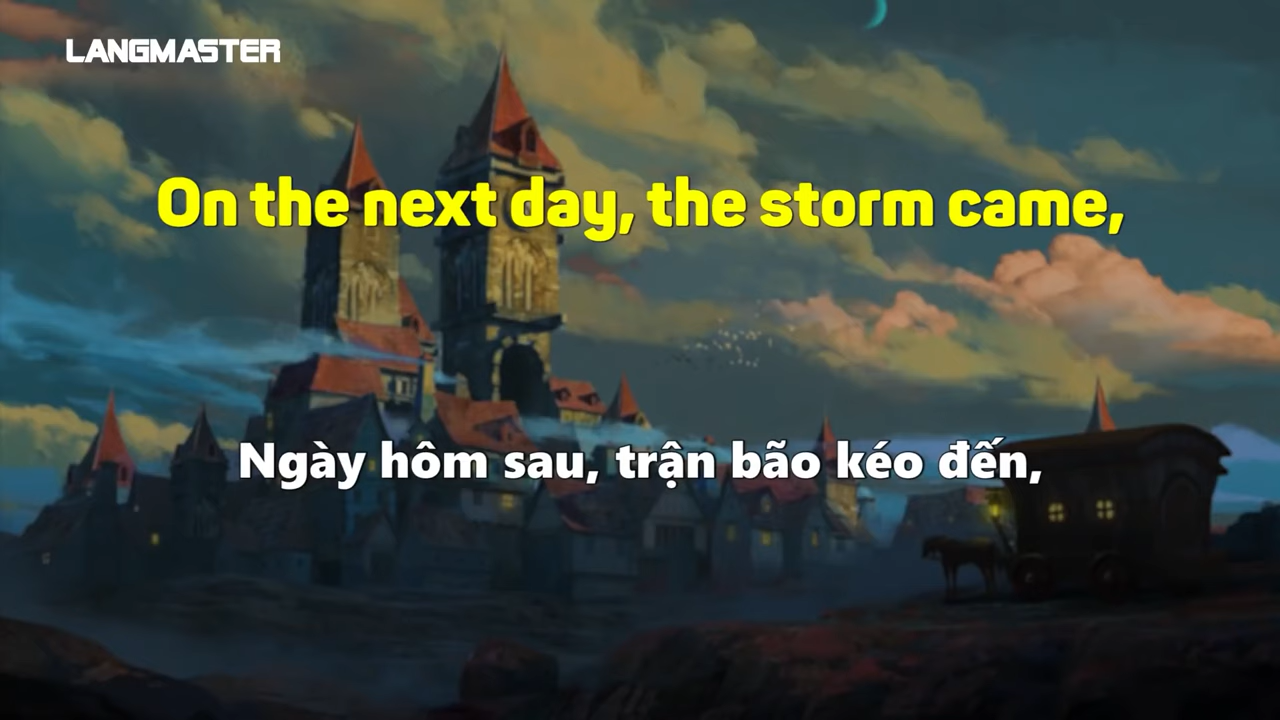 LANGMASTER
On the next day, the storm came,
Ngày hôm sau, trận bão kéo đến,